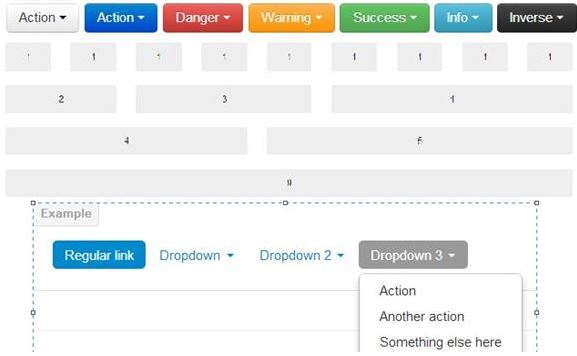 Action Action Danger Warning Success Info Inverse
1 1 1 1 1 1 1 1 1
2 3 4
4 5
9
Example
Regular link Dropdown Dropdown 2 Dropdown 3
Action
Another action
Something else here